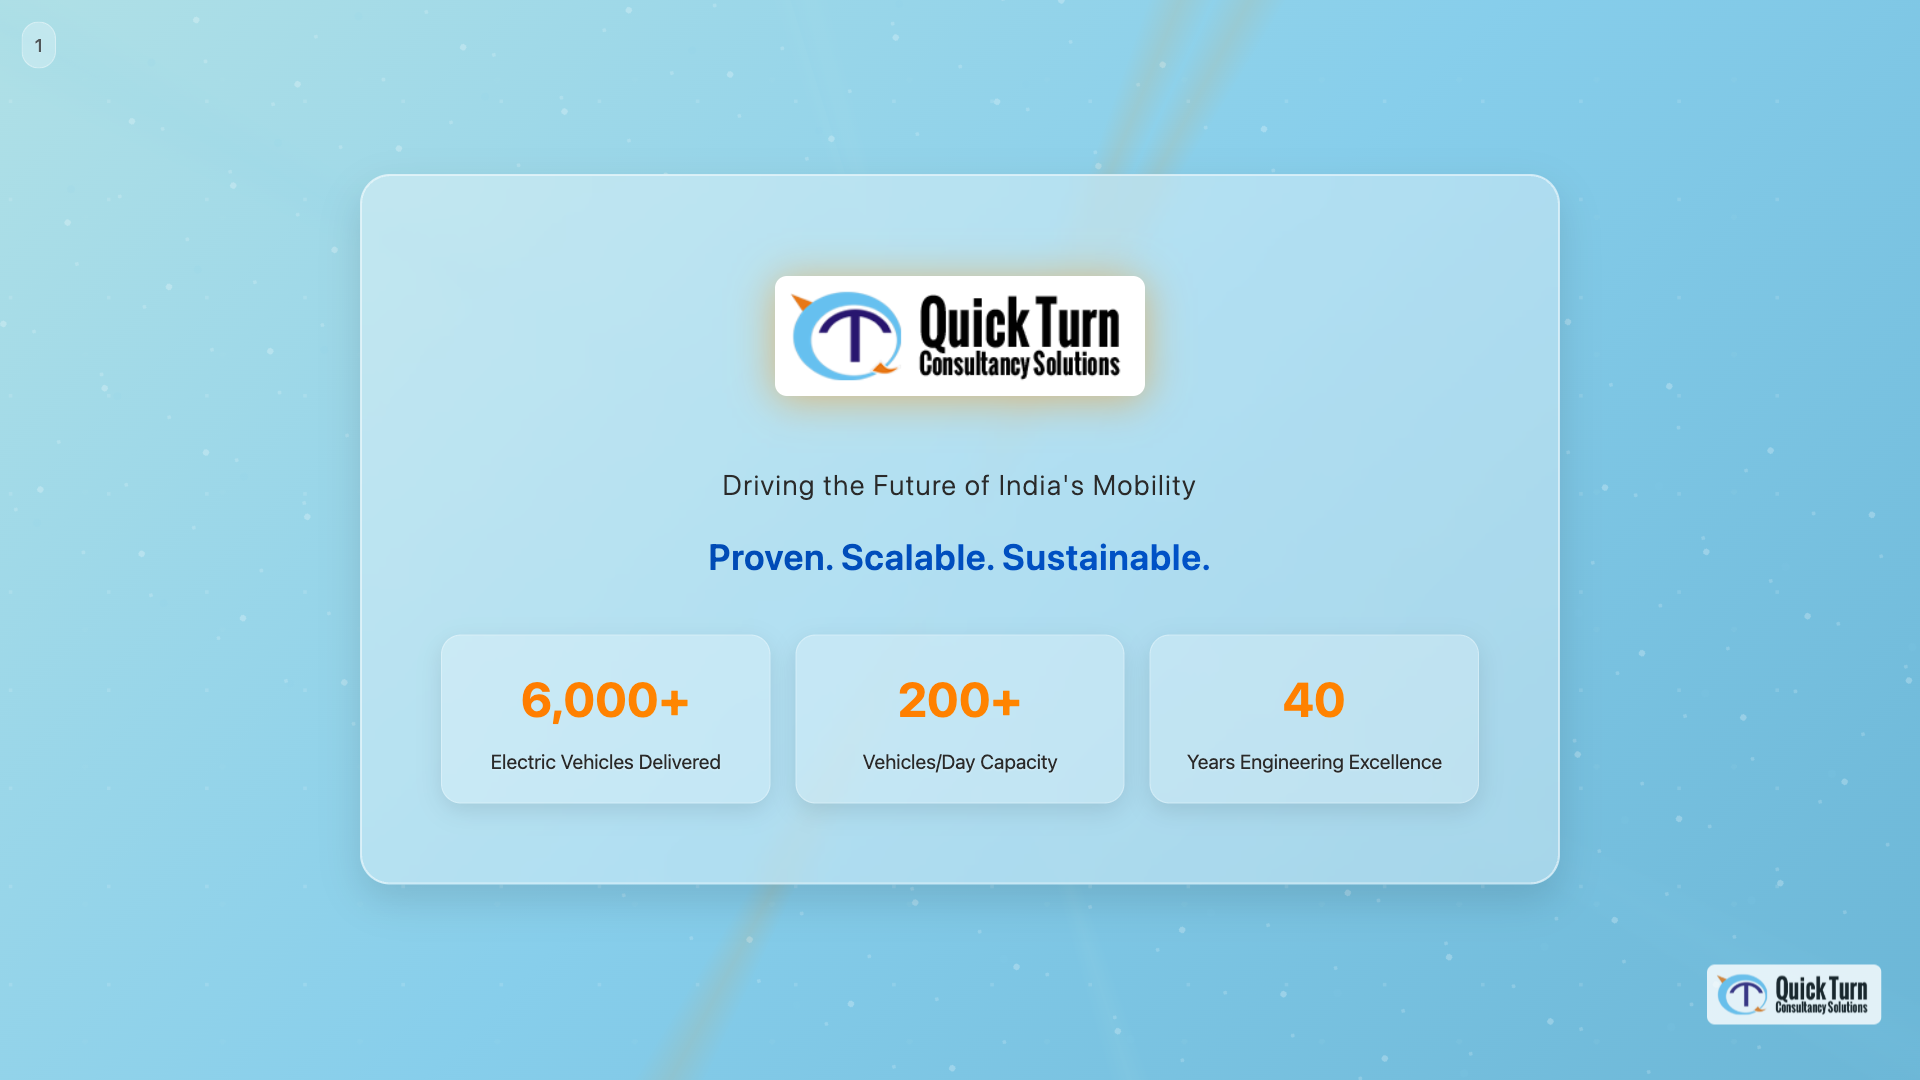 1
Quick Turn
Consultancy Solutions
Driving the Future of India's Mobility
Proven. Scalable. Sustainable.
6,000+
Electric Vehicles Delivered
200+
Vehicles/Day Capacity
40
Years Engineering Excellence
Quick Turn
Consultancy Solutions